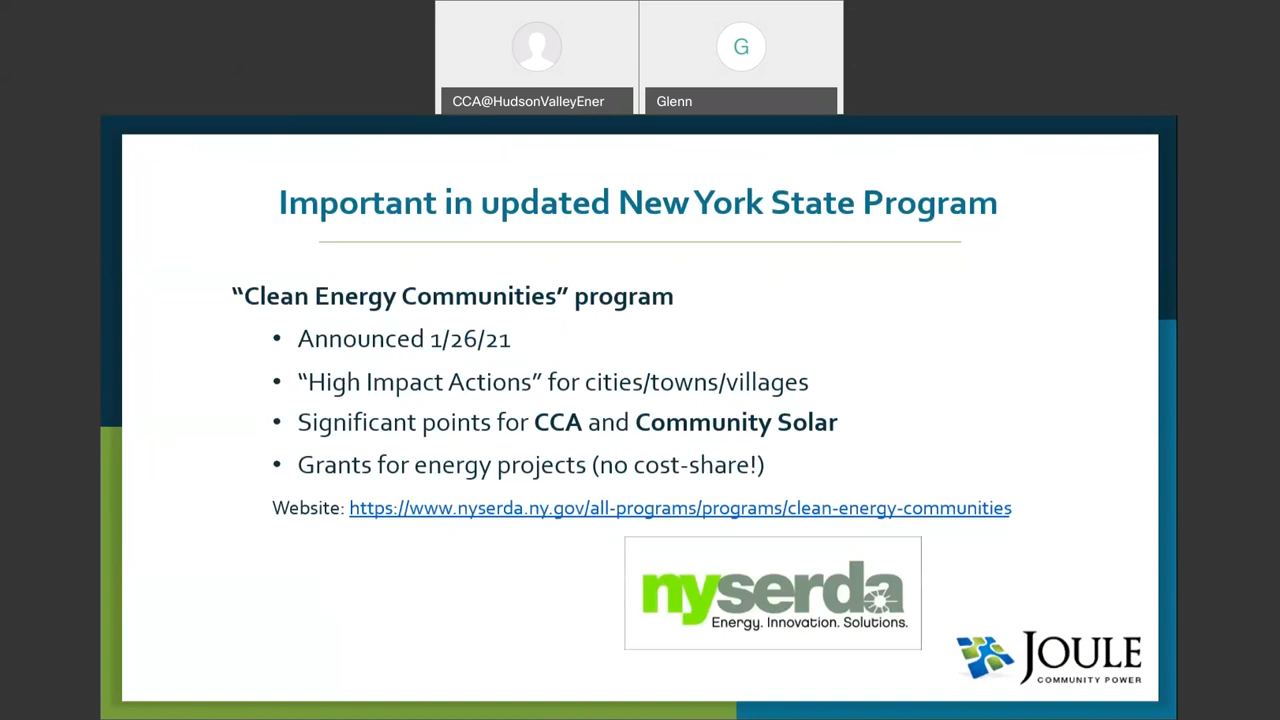 G
CCA@HudsonValleyEner
Glenn
Important in updated New York State Program
“Clean Energy Communities” program
• Announced 1/26/21
• “High Impact Actions” for cities/towns/villages
• Significant points for CCA and Community Solar
• Grants for energy projects (no cost-share!)
Website: https://www.nyserda.ny.gov/all-programs/programs/clean-energy-communities
nyserda
Energy. Innovation. Solutions.
JOULE
COMMUNITY POWER